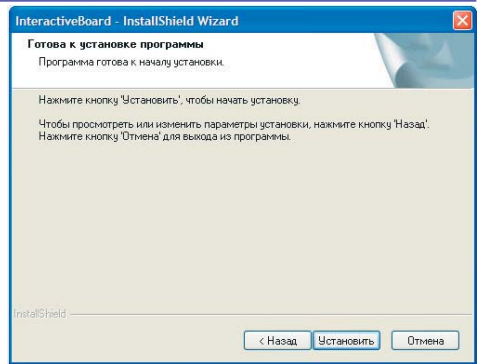 InteractiveBoard - InstallShield Wizard
Готова к установке программы
Программа готова к началу установки.
Нажмите кнопку 'Установить', чтобы начать установку.
Чтобы просмотреть или изменить параметры установки, нажмите кнопку 'Назад'.
Нажмите кнопку 'Отмена' для выхода из программы.
InstallShield
< Назад Установить Отмена